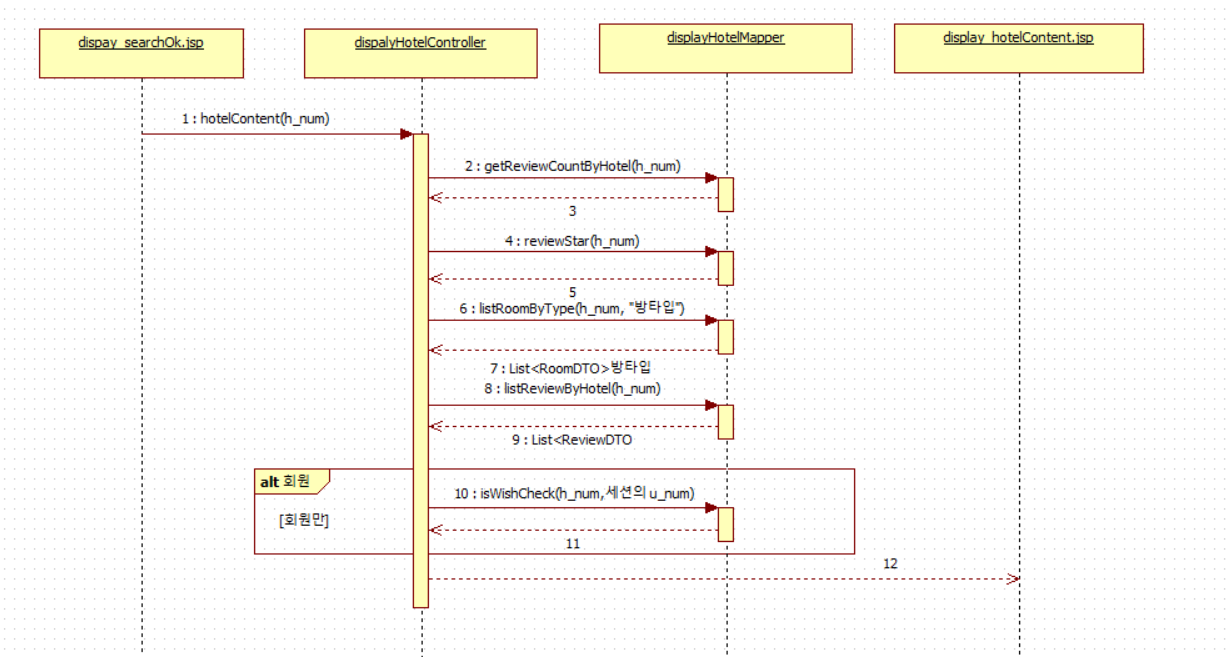 dispay_searchOk.jsp
dispalyHotelController
displayHotelMapper
display_hotelContent.jsp
1 : hotelContent(h_num)
2 : getReviewCountByHotel(h_num)
3
4 : reviewStar(h_num)
5
6 : listRoomByType(h_num, "방타입")
7 : List<RoomDTO>방타입
8 : listReviewByHotel(h_num)
9 : List<ReviewDTO
alt 회원
10 : isWishCheck(h_num,세션의 u_num)
[회원만]
11
12